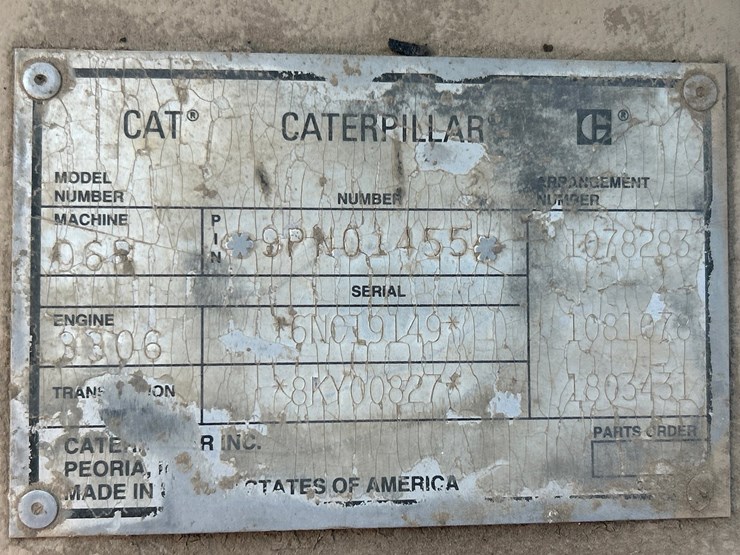 CAT® CATERPILLAR ®
MODEL NUMBER NUMBER ARRANGEMENT NUMBER
MACHINE PIN
D6R *9PN01455* 1078283
SERIAL
ENGINE
3306 *6NC19149* 1081078
*8KY00827* 1803431
PARTS ORDER
INC.
PEORIA,
MADE IN STATES OF AMERICA